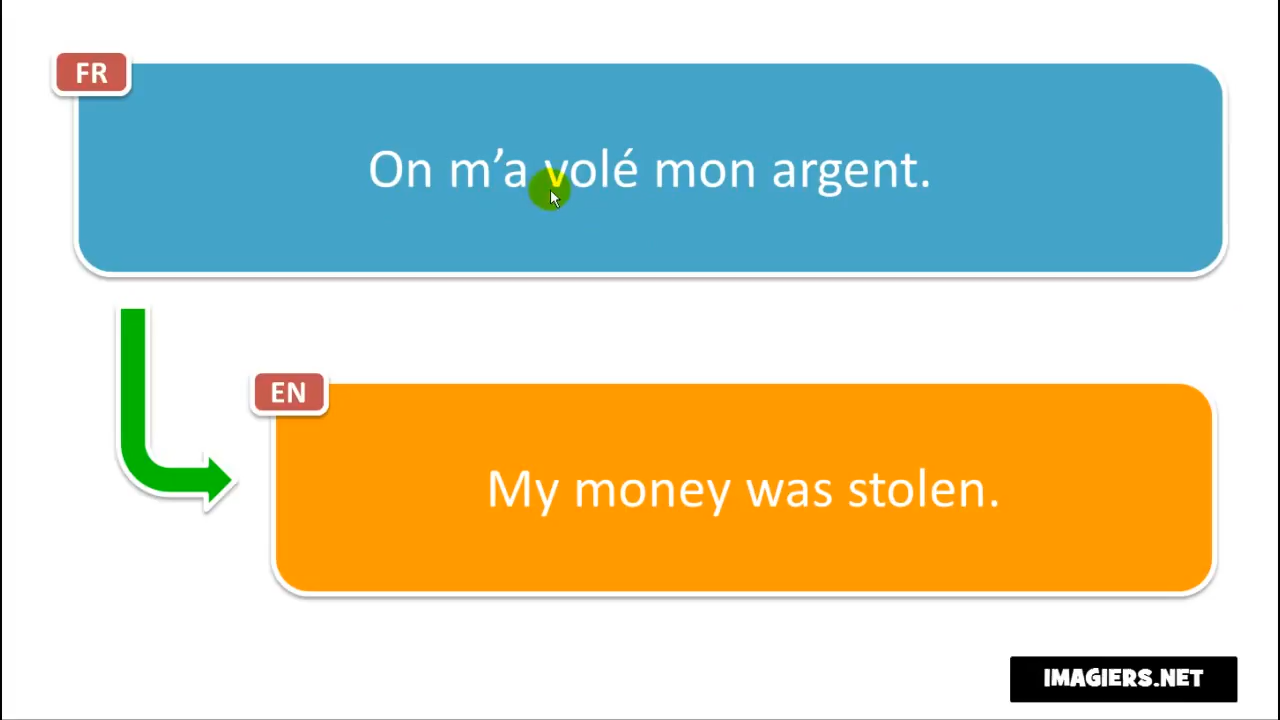 FR
On m’a volé mon argent.
EN
My money was stolen.
IMAGIERS.NET